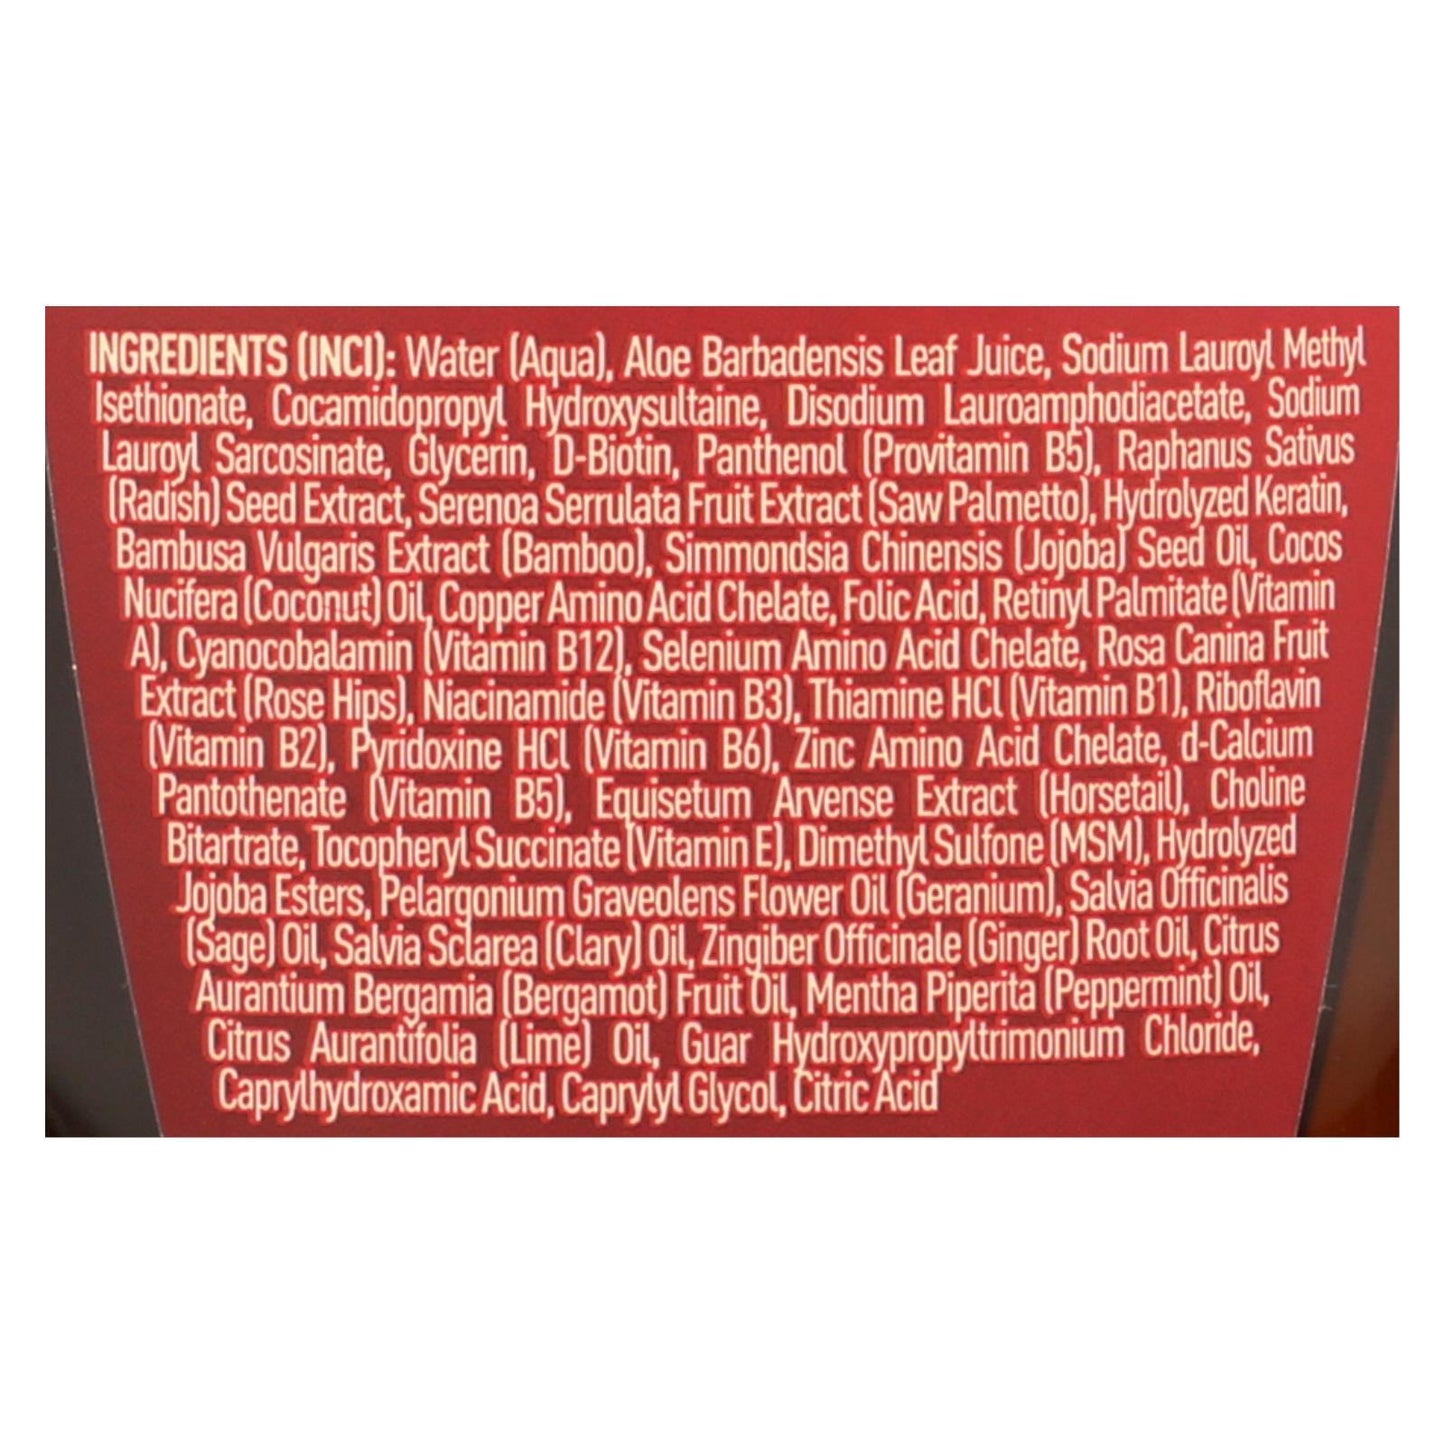 INGREDIENTS (INCI): Water (Aqua), Aloe Barbadensis Leaf Juice, Sodium Lauroyl Methyl
Isethionate, Cocamidopropyl Hydroxysultaine, Disodium Lauroamphodiacetate, Sodium
Lauroyl Sarcosinate, Glycerin, D-Biotin, Panthenol (Provitamin B5), Raphanus Sativus
(Radish) Seed Extract, Serenoa Serrulata Fruit Extract (Saw Palmetto), Hydrolyzed Keratin,
Bambusa Vulgaris Extract (Bamboo), Simmondsia Chinensis (Jojoba) Seed Oil, Cocos
Nucifera (Coconut) Oil, Copper Amino Acid Chelate, Folic Acid, Retinyl Palmitate (Vitamin
A), Cyanocobalamin (Vitamin B12), Selenium Amino Acid Chelate, Rosa Canina Fruit
Extract (Rose Hips), Niacinamide (Vitamin B3), Thiamine HCl (Vitamin B1), Riboflavin
(Vitamin B2), Pyridoxine HCl (Vitamin B6), Zinc Amino Acid Chelate, d-Calcium
Pantothenate (Vitamin B5), Equisetum Arvense Extract (Horsetail), Choline
Bitartrate, Tocopheryl Succinate (Vitamin E), Dimethyl Sulfone (MSM), Hydrolyzed
Jojoba Esters, Pelargonium Graveolens Flower Oil (Geranium), Salvia Officinalis
(Sage) Oil, Salvia Sclarea (Clary) Oil, Zingiber Officinale (Ginger) Root Oil, Citrus
Aurantium Bergamia (Bergamot) Fruit Oil, Mentha Piperita (Peppermint) Oil,
Citrus Aurantifolia (Lime) Oil, Guar Hydroxypropyltrimonium Chloride,
Caprylhydroxamic Acid, Caprylyl Glycol, Citric Acid